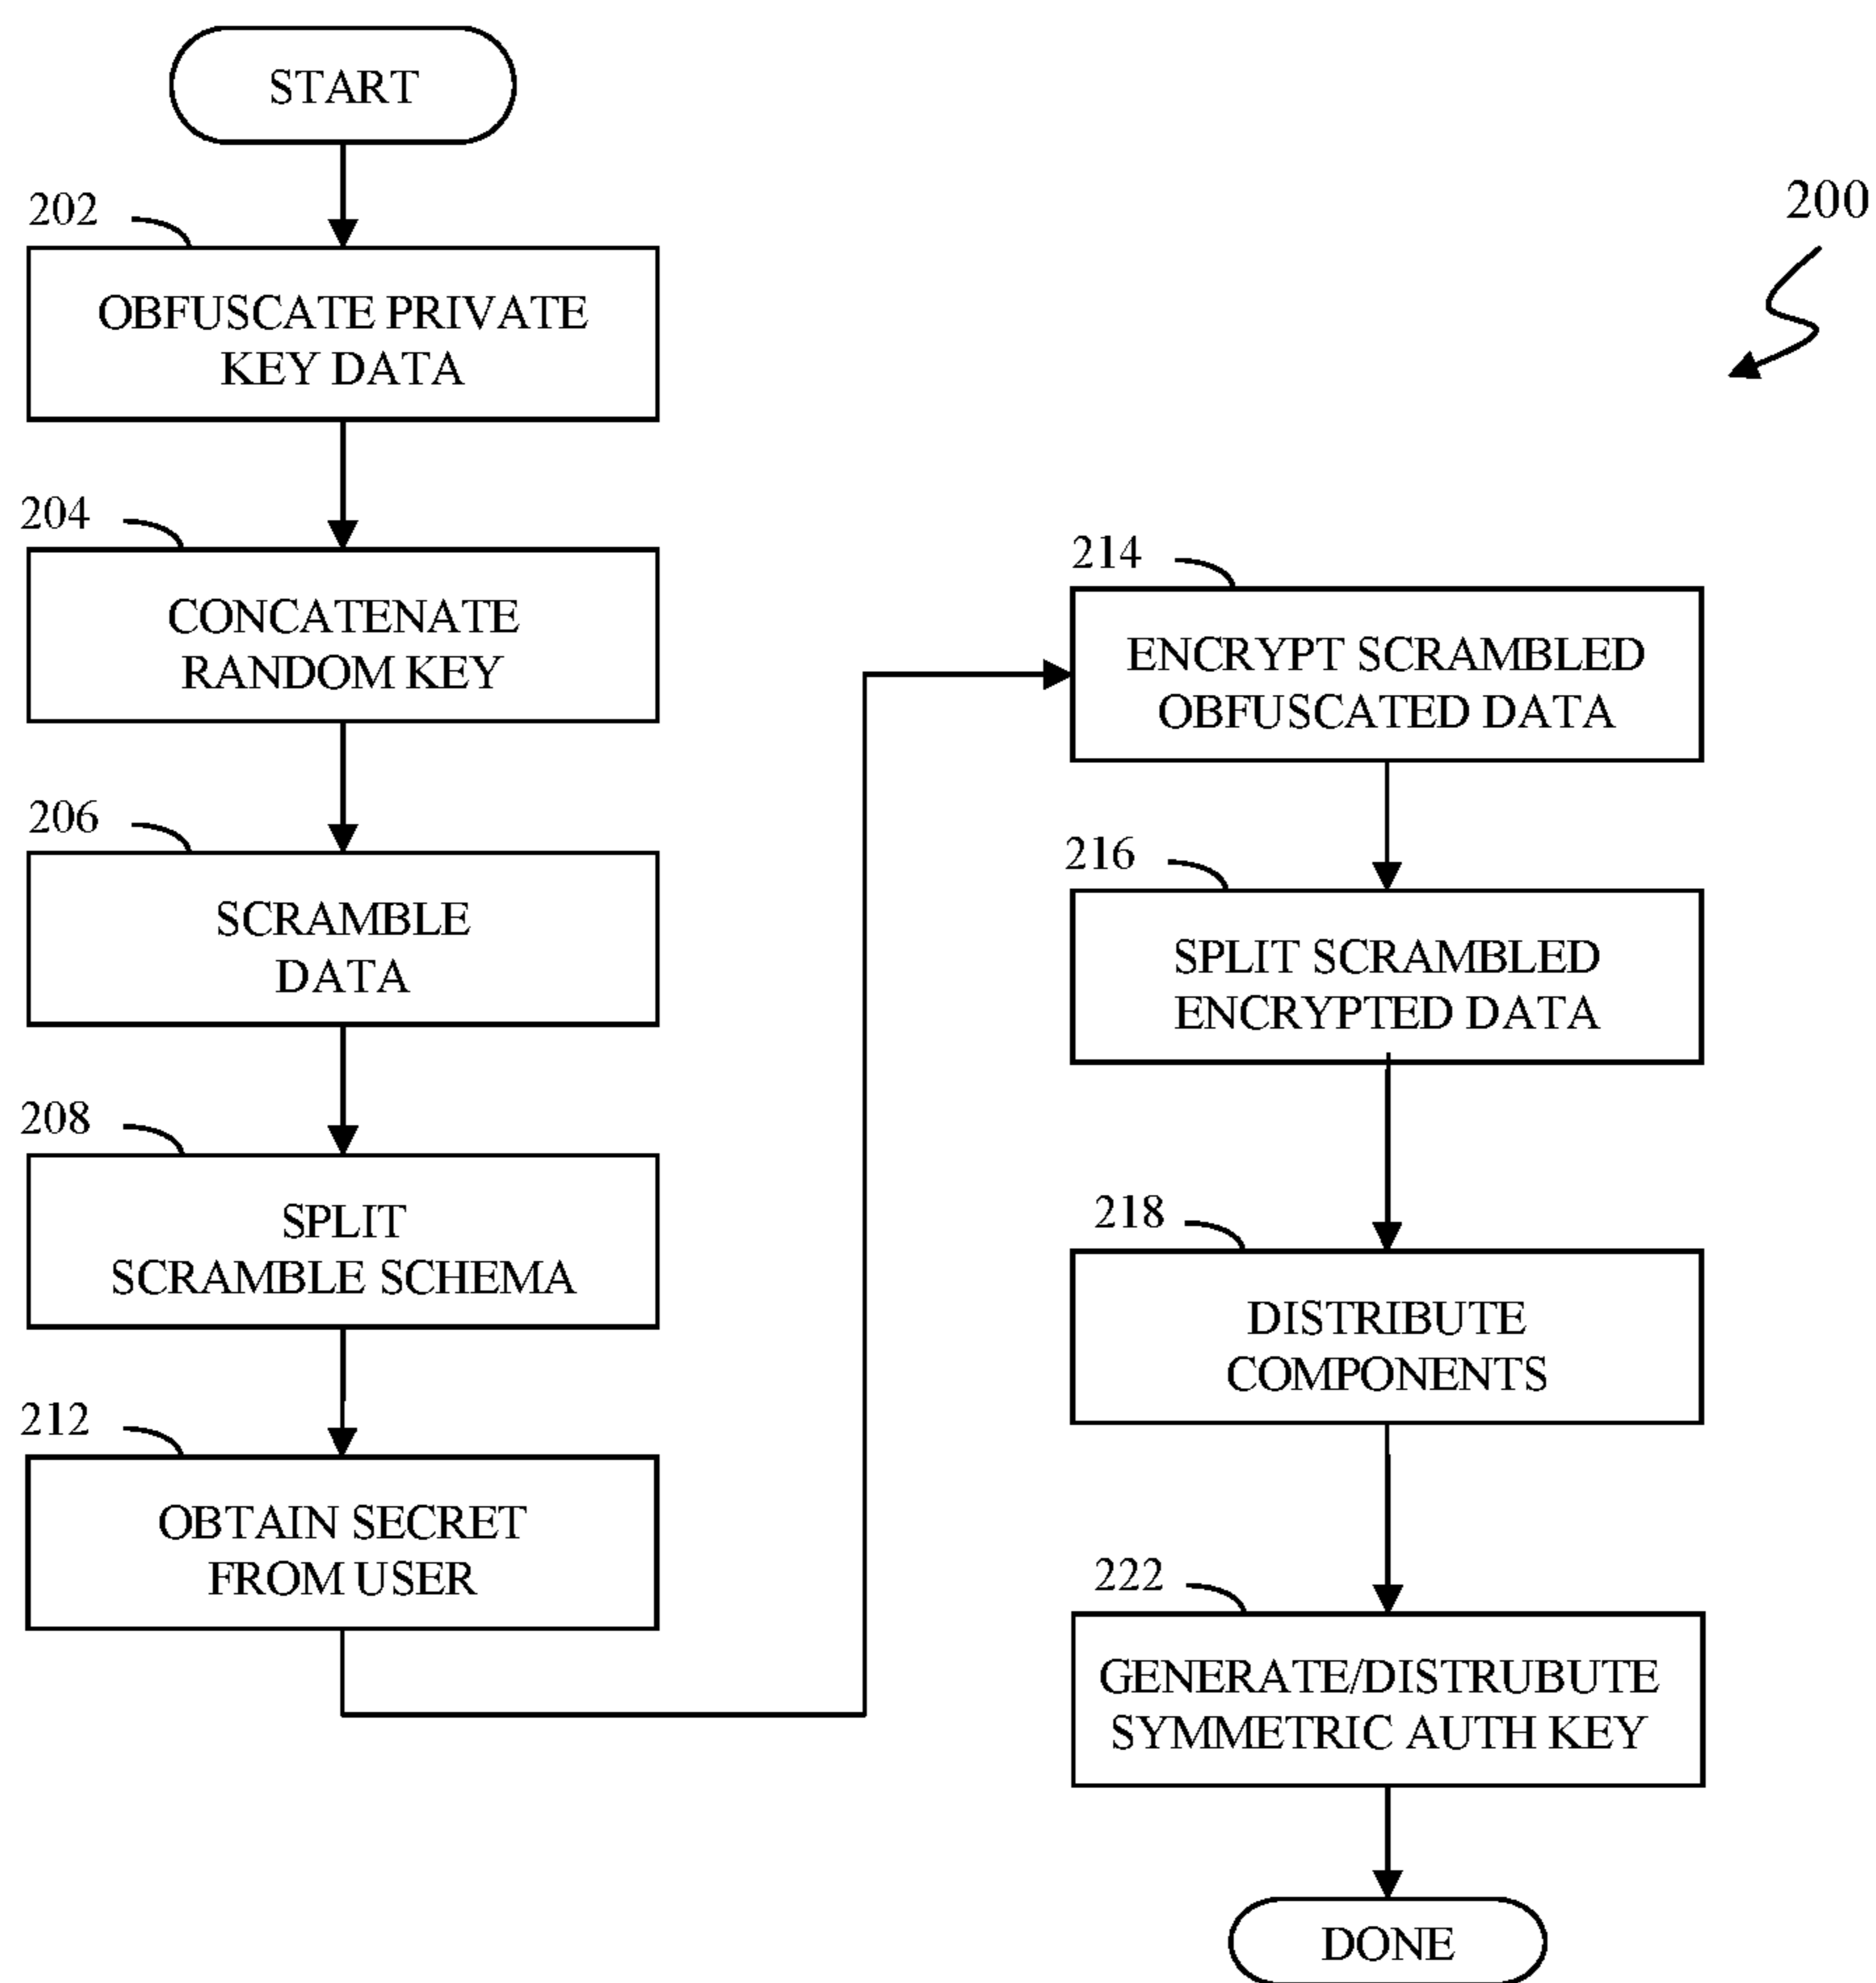 START
202
OBFUSCATE PRIVATE
KEY DATA
204
CONCATENATE
RANDOM KEY
206
SCRAMBLE
DATA
208
SPLIT
SCRAMBLE SCHEMA
212
OBTAIN SECRET
FROM USER
200
214
ENCRYPT SCRAMBLED
OBFUSCATED DATA
216
SPLIT SCRAMBLED
ENCRYPTED DATA
218
DISTRIBUTE
COMPONENTS
222
GENERATE/DISTRUBUTE
SYMMETRIC AUTH KEY
DONE